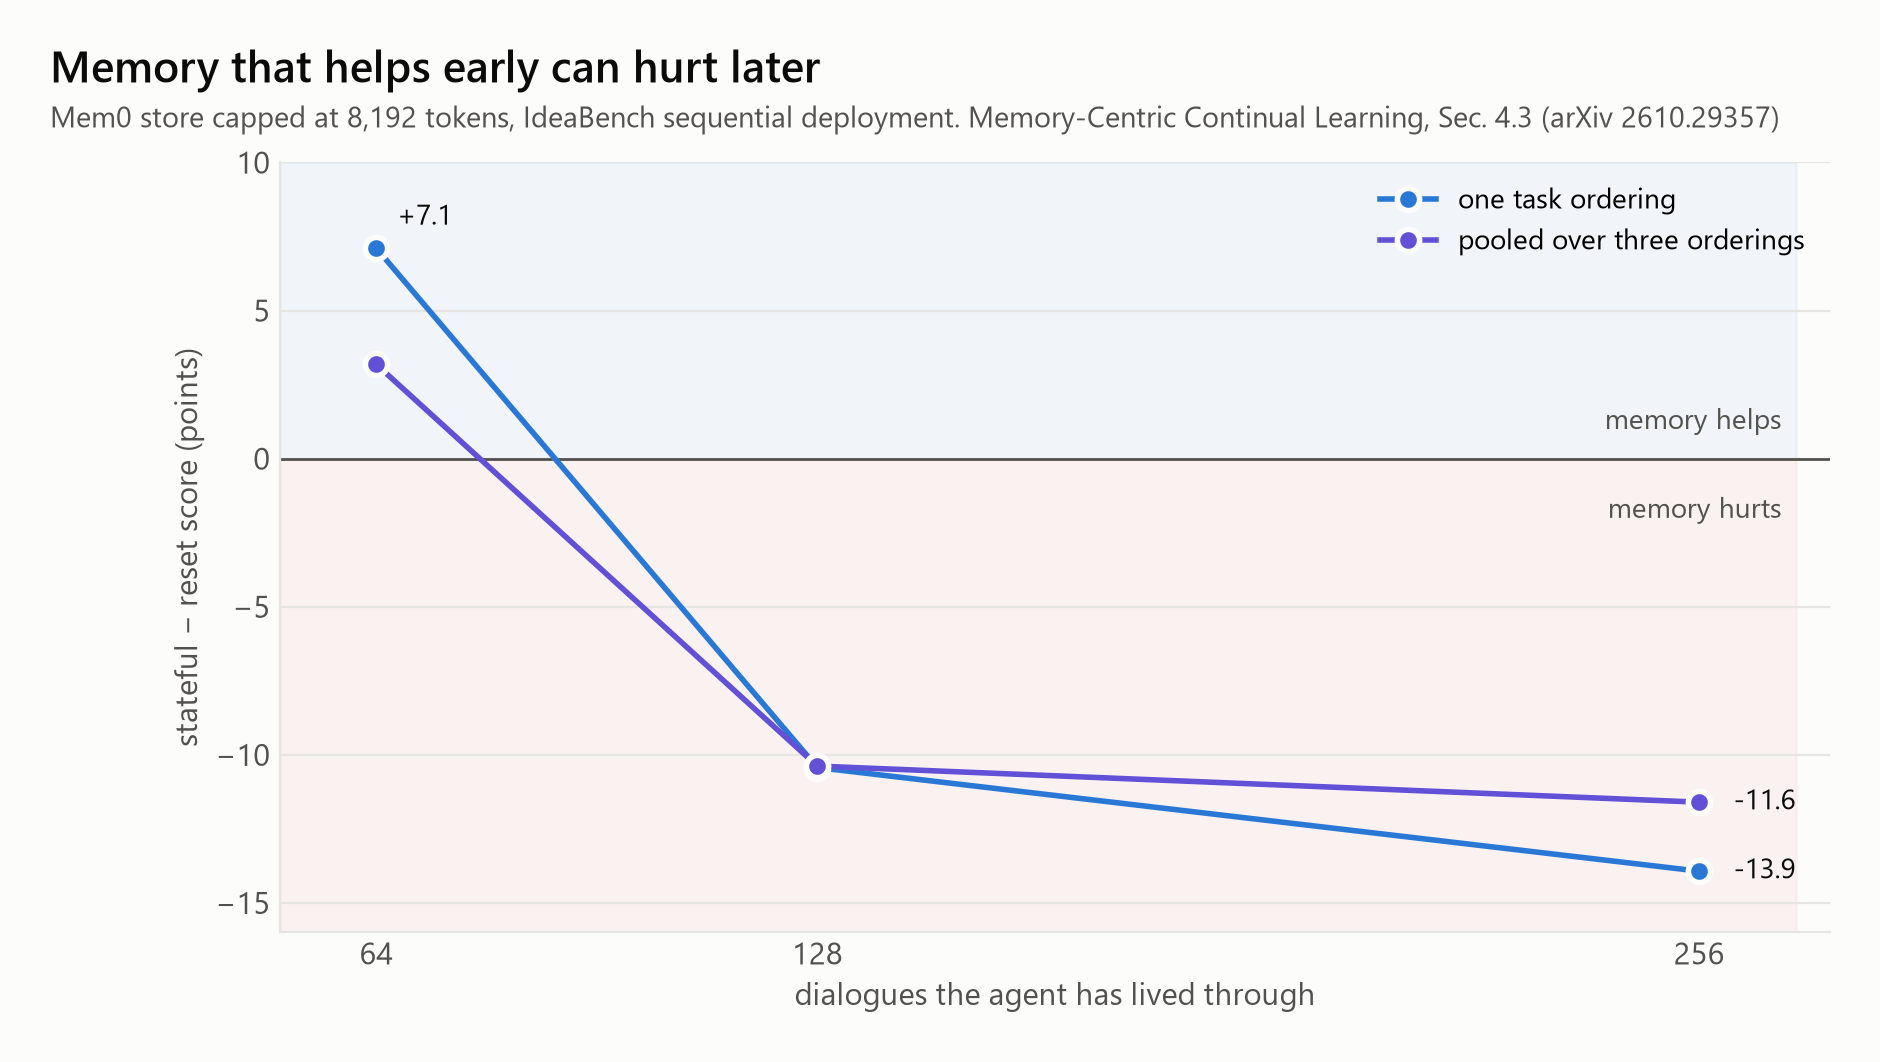 Memory that helps early can hurt later
Mem0 store capped at 8,192 tokens, IdeaBench sequential deployment. Memory-Centric Continual Learning, Sec. 4.3 (arXiv 2610.29357)
10
5
0
−5
−10
−15
stateful − reset score (points)
+7.1
one task ordering
pooled over three orderings
memory helps
memory hurts
-11.6
-13.9
64 128 256
dialogues the agent has lived through